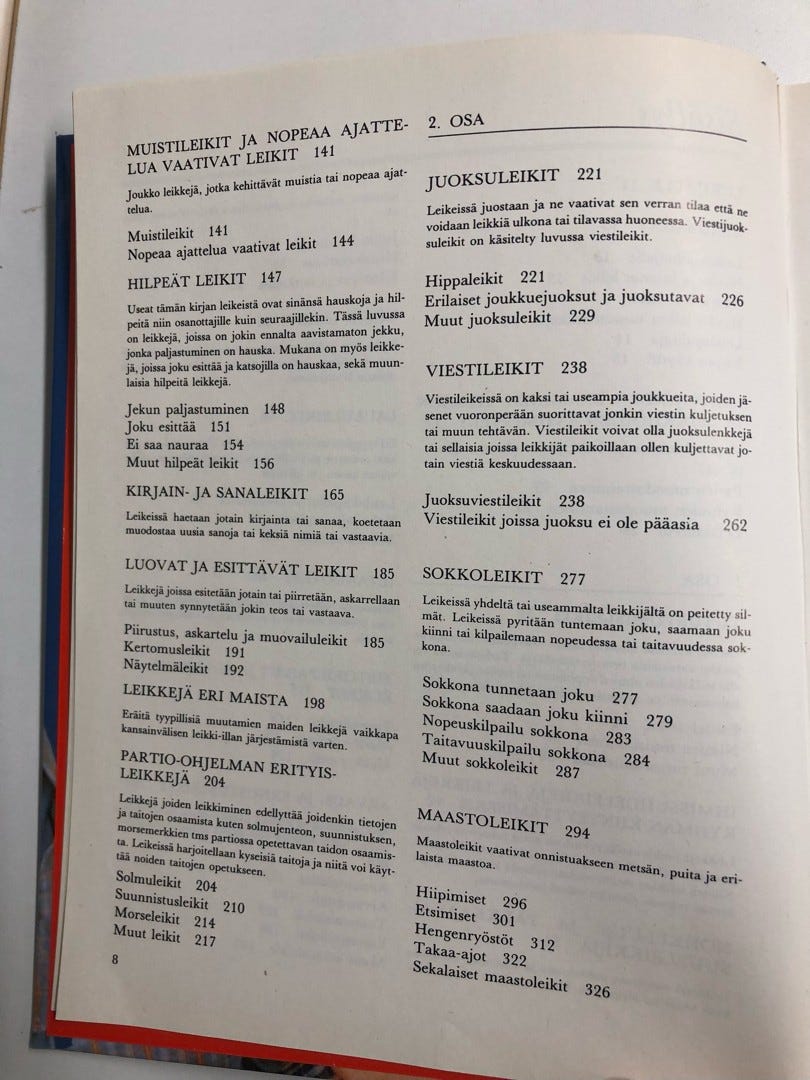 MUISTILEIKIT JA NOPEAA AJATTE-
LUA VAATIVAT LEIKIT 141
Joukko leikkejä, jotka kehittävät muistia tai nopeaa ajat-
telua.
Muistileikit 141
Nopeaa ajattelua vaativat leikit 144
HILPEÄT LEIKIT 147
Useat tämän kirjan leikeistä ovat sinänsä hauskoja ja hil-
peitä niin osanottajille kuin seuraajillekin. Tässä luvussa
on leikkejä, joissa on jokin ennalta aavistamaton jekku,
jonka paljastuminen on hauska. Mukana on myös leikke-
jä, joissa joku esittää ja katsojilla on hauskaa, sekä muun-
laisia hilpeitä leikkejä.
Jekun paljastuminen 148
Joku esittää 151
Ei saa nauraa 154
Muut hilpeät leikit 156
KIRJAIN- JA SANALEIKIT 165
Leikeissä haetaan jotain kirjainta tai sanaa, koetetaan
muodostaa uusia sanoja tai keksiä nimiä tai vastaavia.
LUOVAT JA ESITTÄVÄT LEIKIT 185
Leikkejä joissa esitetään jotain tai piirretään, askarrellaan
tai muuten synnytetään jokin teos tai vastaava.
Piirustus, askartelu ja muovailuleikit 185
Kertomusleikit 191
Näytelmäleikit 192
LEIKKEJÄ ERI MAISTA 198
Eräitä tyypillisiä muutamien maiden leikkejä vaikkapa
kansainvälisen leikki-illan järjestämistä varten.
PARTIO-OHJELMAN ERITYIS-
LEIKKEJÄ 204
Leikkejä joiden leikkiminen edellyttää joidenkin tietojen
ja taitojen osaamista kuten solmujenteon, suunnistuksen,
morsemerkkien tms partiossa opetettavan taidon osaamis-
ta. Leikeissä harjoitellaan kyseisiä taitoja ja niitä voi käyt-
tää noiden taitojen opetukseen.
Solmuleikit 204
Suunnistusleikit 210
Morseleikit 214
Muut leikit 217
8
2. OSA
JUOKSULEIKIT 221
Leikeissä juostaan ja ne vaativat sen verran tilaa että ne
voidaan leikkiä ulkona tai tilavassa huoneessa. Viestijuok-
suleikit on käsitelty luvussa viestileikit.
Hippaleikit 221
Erilaiset joukkuejuoksut ja juoksutavat 226
Muut juoksuleikit 229
VIESTILEIKIT 238
Viestileikeissä on kaksi tai useampia joukkueita, joiden jä-
senet vuoronperään suorittavat jonkin viestin kuljetuksen
tai muun tehtävän. Viestileikit voivat olla juoksulenkkejä
tai sellaisia joissa leikkijät paikoillaan ollen kuljettavat jo-
tain viestiä keskuudessaan.
Juoksuviestileikit 238
Viestileikit joissa juoksu ei ole pääasia 262
SOKKOLEIKIT 277
Leikeissä yhdeltä tai useammalta leikkijältä on peitetty sil-
mät. Leikeissä pyritään tuntemaan joku, saamaan joku
kiinni tai kilpailemaan nopeudessa tai taitavuudessa sok-
kona.
Sokkona tunnetaan joku 277
Sokkona saadaan joku kiinni 279
Nopeuskilpailu sokkona 283
Taitavuuskilpailu sokkona 284
Muut sokkoleikit 287
MAASTOLEIKIT 294
Maastoleikit vaativat onnistuakseen metsän, puita ja eri-
laista maastoa.
Hiipimiset 296
Etsimiset 301
Hengenryöstöt 312
Takaa-ajot 322
Sekalaiset maastoleikit 326